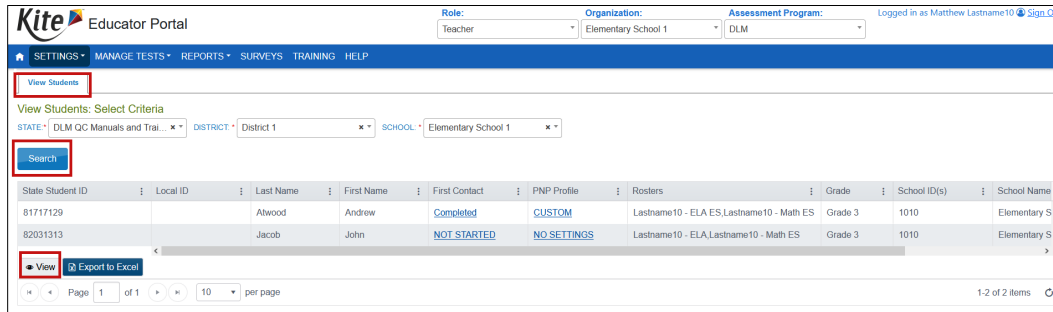 Kite Educator Portal
Role: Organization: Assessment Program: Logged in as Matthew Lastname10 Sign O
Teacher Elementary School 1 DLM
SETTINGS MANAGE TESTS REPORTS SURVEYS TRAINING HELP
View Students
View Students: Select Criteria
STATE:* DLM QC Manuals and Trai... × DISTRICT: * District 1 × SCHOOL: * Elementary School 1 ×
Search
State Student ID Local ID Last Name First Name First Contact PNP Profile Rosters Grade School ID(s) School Name
81717129 Atwood Andrew Completed CUSTOM Lastname10 - ELA ES,Lastname10 - Math ES Grade 3 1010 Elementary S
82031313 Jacob John NOT STARTED NO SETTINGS Lastname10 - ELA,Lastname10 - Math ES Grade 3 1010 Elementary S
View Export to Excel
Page 1 of 1 10 per page 1-2 of 2 items